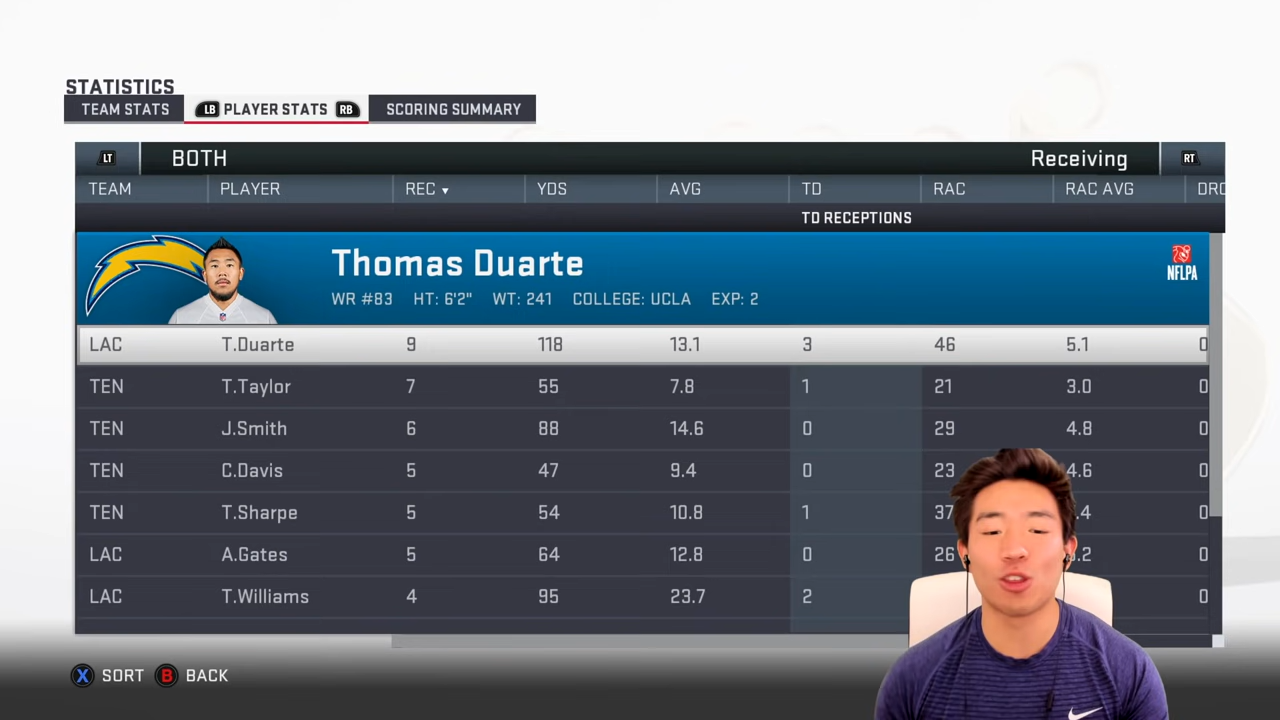 STATISTICS
TEAM STATS LB PLAYER STATS RB SCORING SUMMARY
LT BOTH Receiving RT
TEAM PLAYER REC YDS AVG TD RAC RAC AVG
TD RECEPTIONS
Thomas Duarte
WR #83 HT: 6'2" WT: 241 COLLEGE: UCLA EXP: 2
NFLPA
LAC T.Duarte 9 118 13.1 3 46 5.1 0
TEN T.Taylor 7 55 7.8 1 21 3.0 0
TEN J.Smith 6 88 14.6 0 29 4.8 0
TEN C.Davis 5 47 9.4 0 23 4.6 0
TEN T.Sharpe 5 54 10.8 1 37 0
LAC A.Gates 5 64 12.8 0 26 0
LAC T.Williams 4 95 23.7 2 0
X SORT B BACK